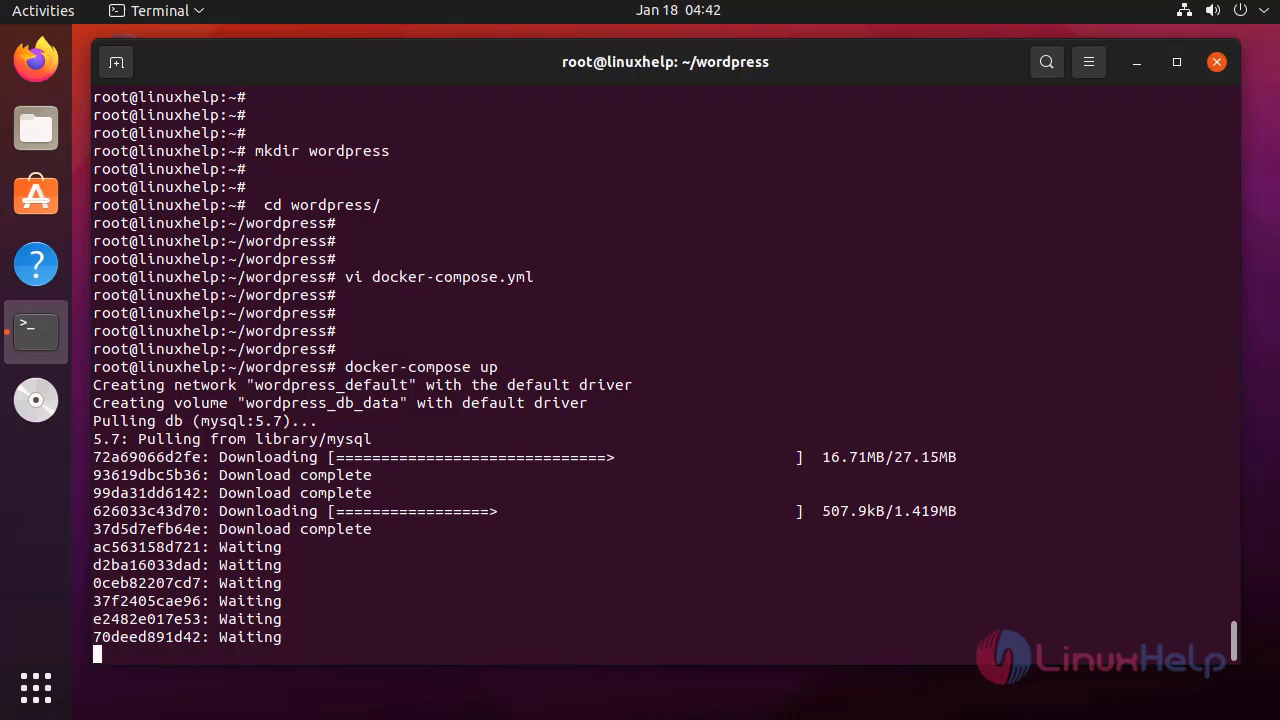 Activities
Terminal
Jan 18 04:42
root@linuxhelp: ~/wordpress
root@linuxhelp:~#
root@linuxhelp:~#
root@linuxhelp:~#
root@linuxhelp:~# mkdir wordpress
root@linuxhelp:~#
root@linuxhelp:~#
root@linuxhelp:~#  cd wordpress/
root@linuxhelp:~/wordpress#
root@linuxhelp:~/wordpress#
root@linuxhelp:~/wordpress#
root@linuxhelp:~/wordpress# vi docker-compose.yml
root@linuxhelp:~/wordpress#
root@linuxhelp:~/wordpress#
root@linuxhelp:~/wordpress#
root@linuxhelp:~/wordpress#
root@linuxhelp:~/wordpress# docker-compose up
Creating network "wordpress_default" with the default driver
Creating volume "wordpress_db_data" with default driver
Pulling db (mysql:5.7)...
5.7: Pulling from library/mysql
72a69066d2fe: Downloading [==============================>                    ]  16.71MB/27.15MB
93619dbc5b36: Download complete
99da31dd6142: Download complete
626033c43d70: Downloading [=================>                                 ]  507.9kB/1.419MB
37d5d7efb64e: Download complete
ac563158d721: Waiting
d2ba16033dad: Waiting
0ceb82207cd7: Waiting
37f2405cae96: Waiting
e2482e017e53: Waiting
70deed891d42: Waiting
LinuxHelp